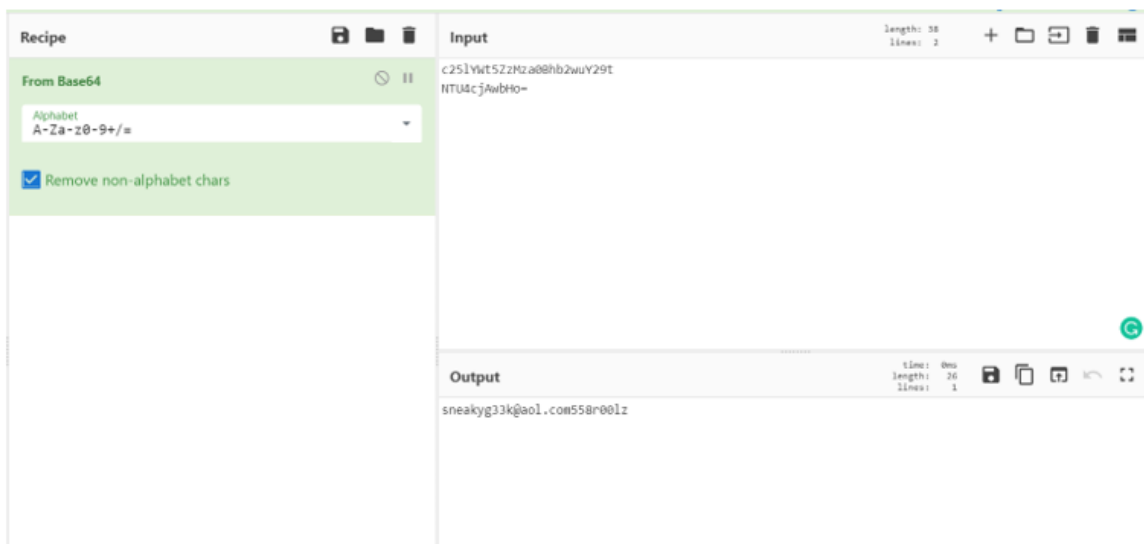 Recipe
Input
length: 38
lines: 2
From Base64
Alphabet
A-Za-z0-9+/=
Remove non-alphabet chars
c25lYWt5ZzMza0Bhb2wuY29t
NTU4cjAwbHo=
Output
time: 0ms
length: 26
lines: 1
sneakyg33k@aol.com558r00lz